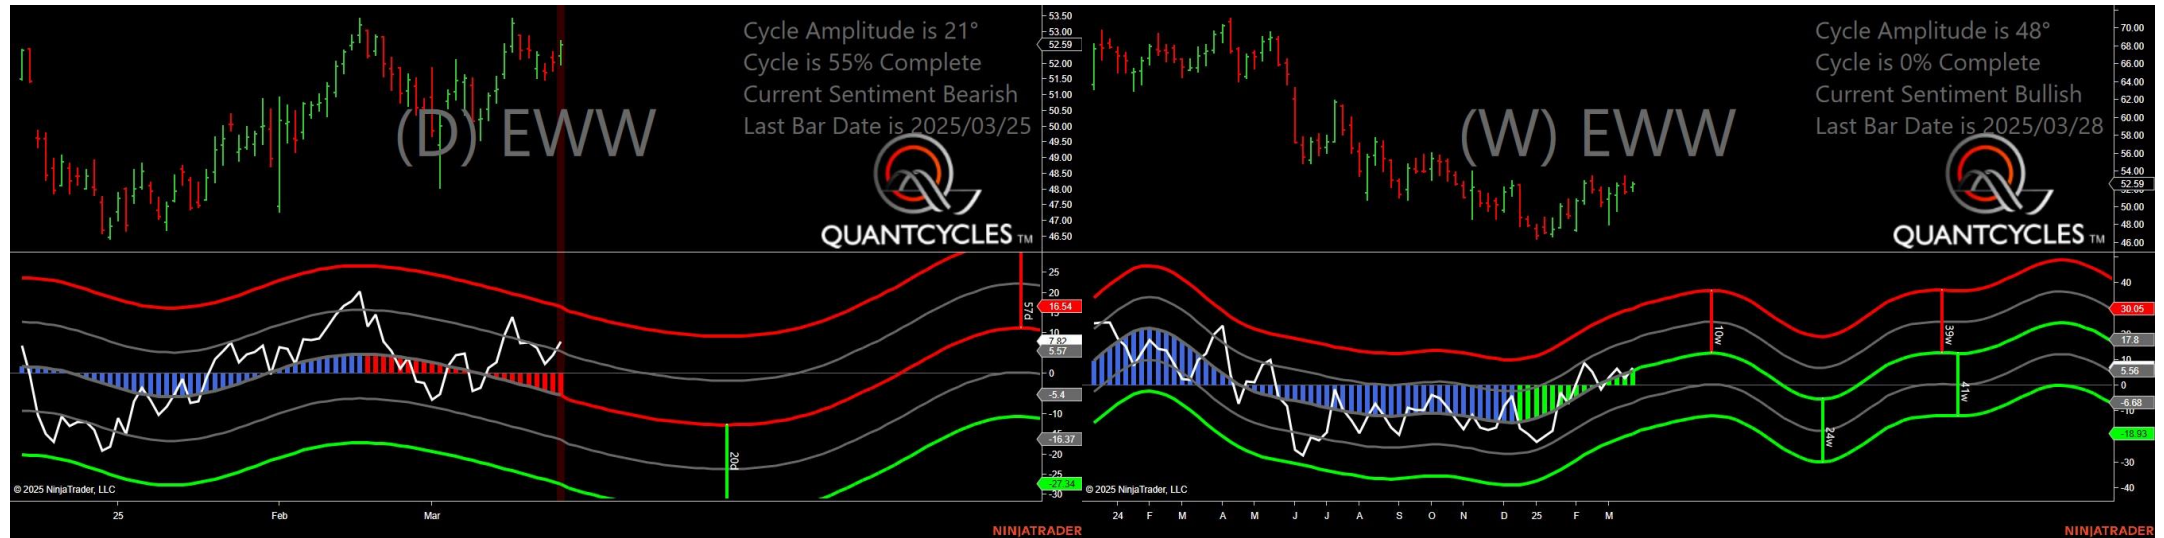 Cycle Amplitude is 21°
Cycle is 55% Complete
Current Sentiment Bearish
Last Bar Date is 2025/03/25
(D) EWW
QUANTCYCLES TM
53.50
53.00
52.59
52.00
51.50
51.00
50.50
50.00
49.50
49.00
48.50
48.00
47.50
47.00
46.50
25
20
16.54
10
7.82
5.57
0
-5.4
-10
-16.37
-20
-25
-27.34
-30
57d
20d
© 2025 NinjaTrader, LLC
25 Feb Mar
NINJATRADER
Cycle Amplitude is 48°
Cycle is 0% Complete
Current Sentiment Bullish
Last Bar Date is 2025/03/28
(W) EWW
QUANTCYCLES TM
70.00
68.00
66.00
64.00
62.00
60.00
58.00
56.00
54.00
52.59
50.00
48.00
46.00
40
30.05
20
17.8
10
5.56
0
-6.68
-10
-18.93
-30
-40
10w
39w
24w
41w
© 2025 NinjaTrader, LLC
24 F M A M J J A S O N D 25 F M
NINJATRADER